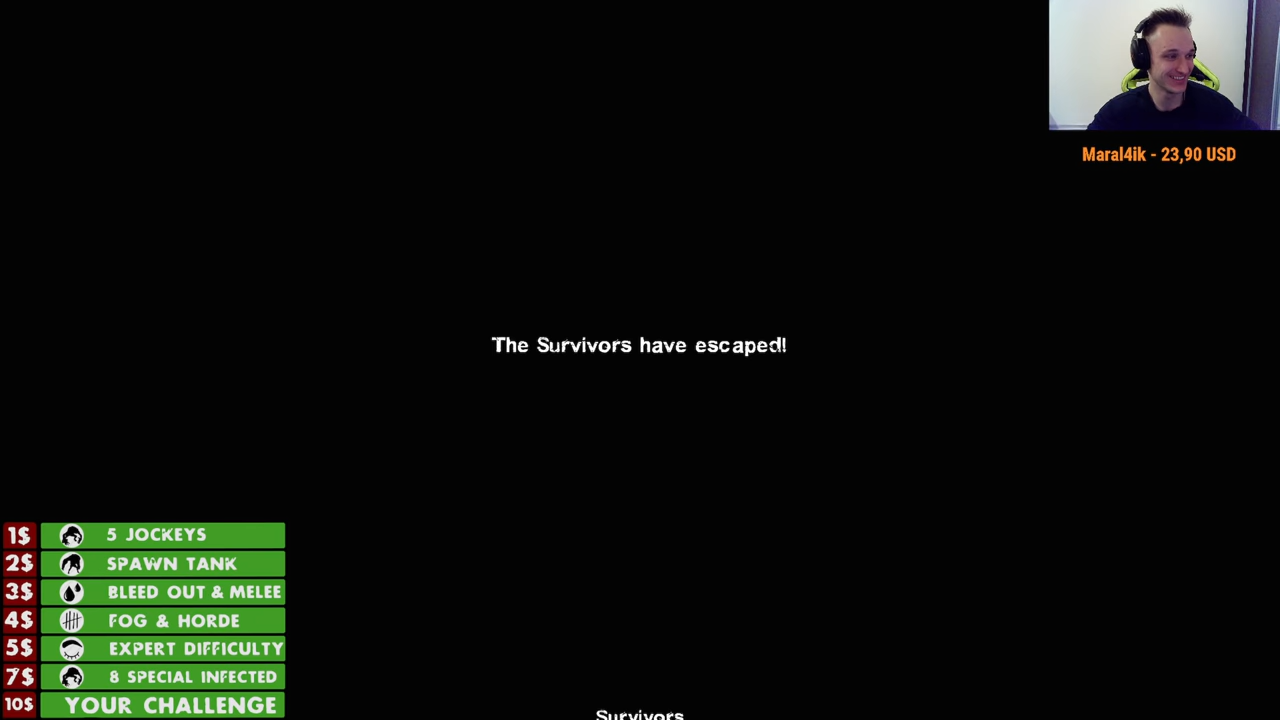 Maral4ik - 23,90 USD
The Survivors have escaped!
1$ 5 JOCKEYS
2$ SPAWN TANK
3$ BLEED OUT & MELEE
4$ FOG & HORDE
5$ EXPERT DIFFICULTY
7$ 8 SPECIAL INFECTED
10$ YOUR CHALLENGE
Survivors